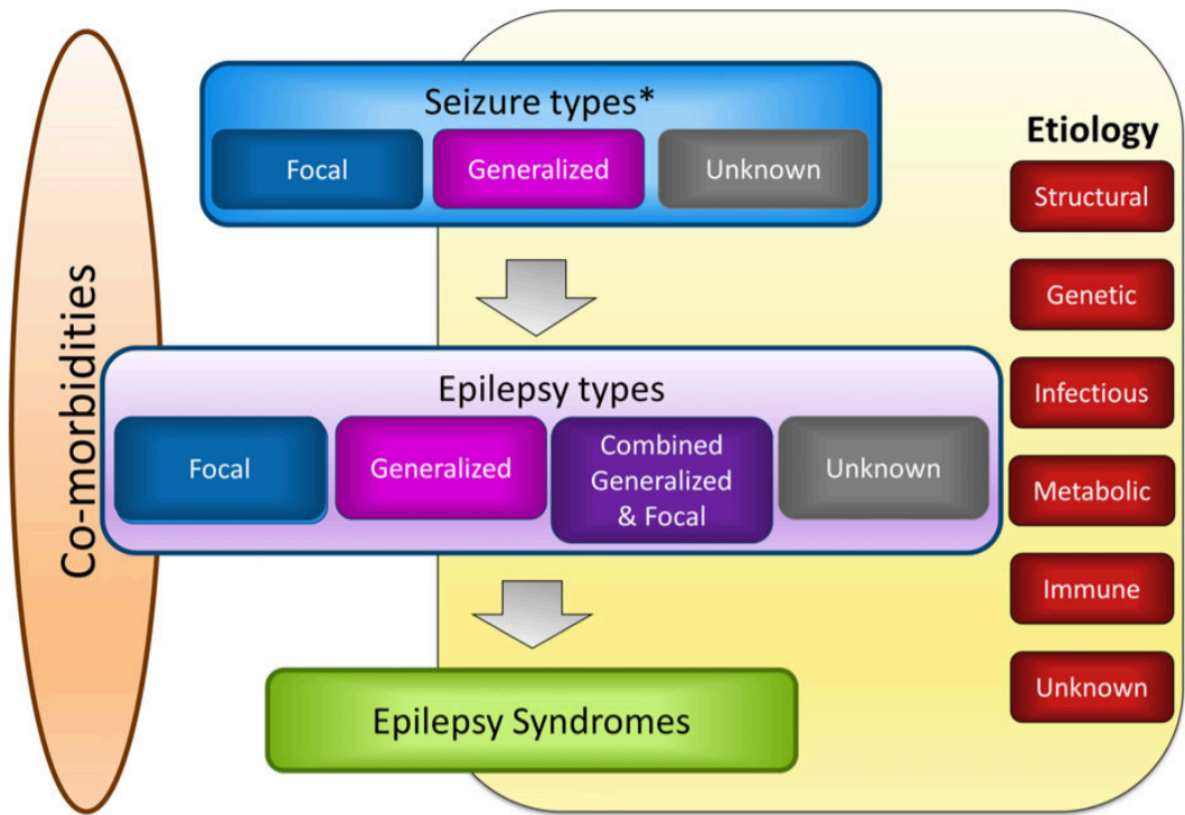 Seizure types*
Focal
Generalized
Unknown
Etiology
Structural
Genetic
Infectious
Metabolic
Immune
Unknown
Co-morbidities
Epilepsy types
Focal
Generalized
Combined
Generalized
& Focal
Unknown
Epilepsy Syndromes